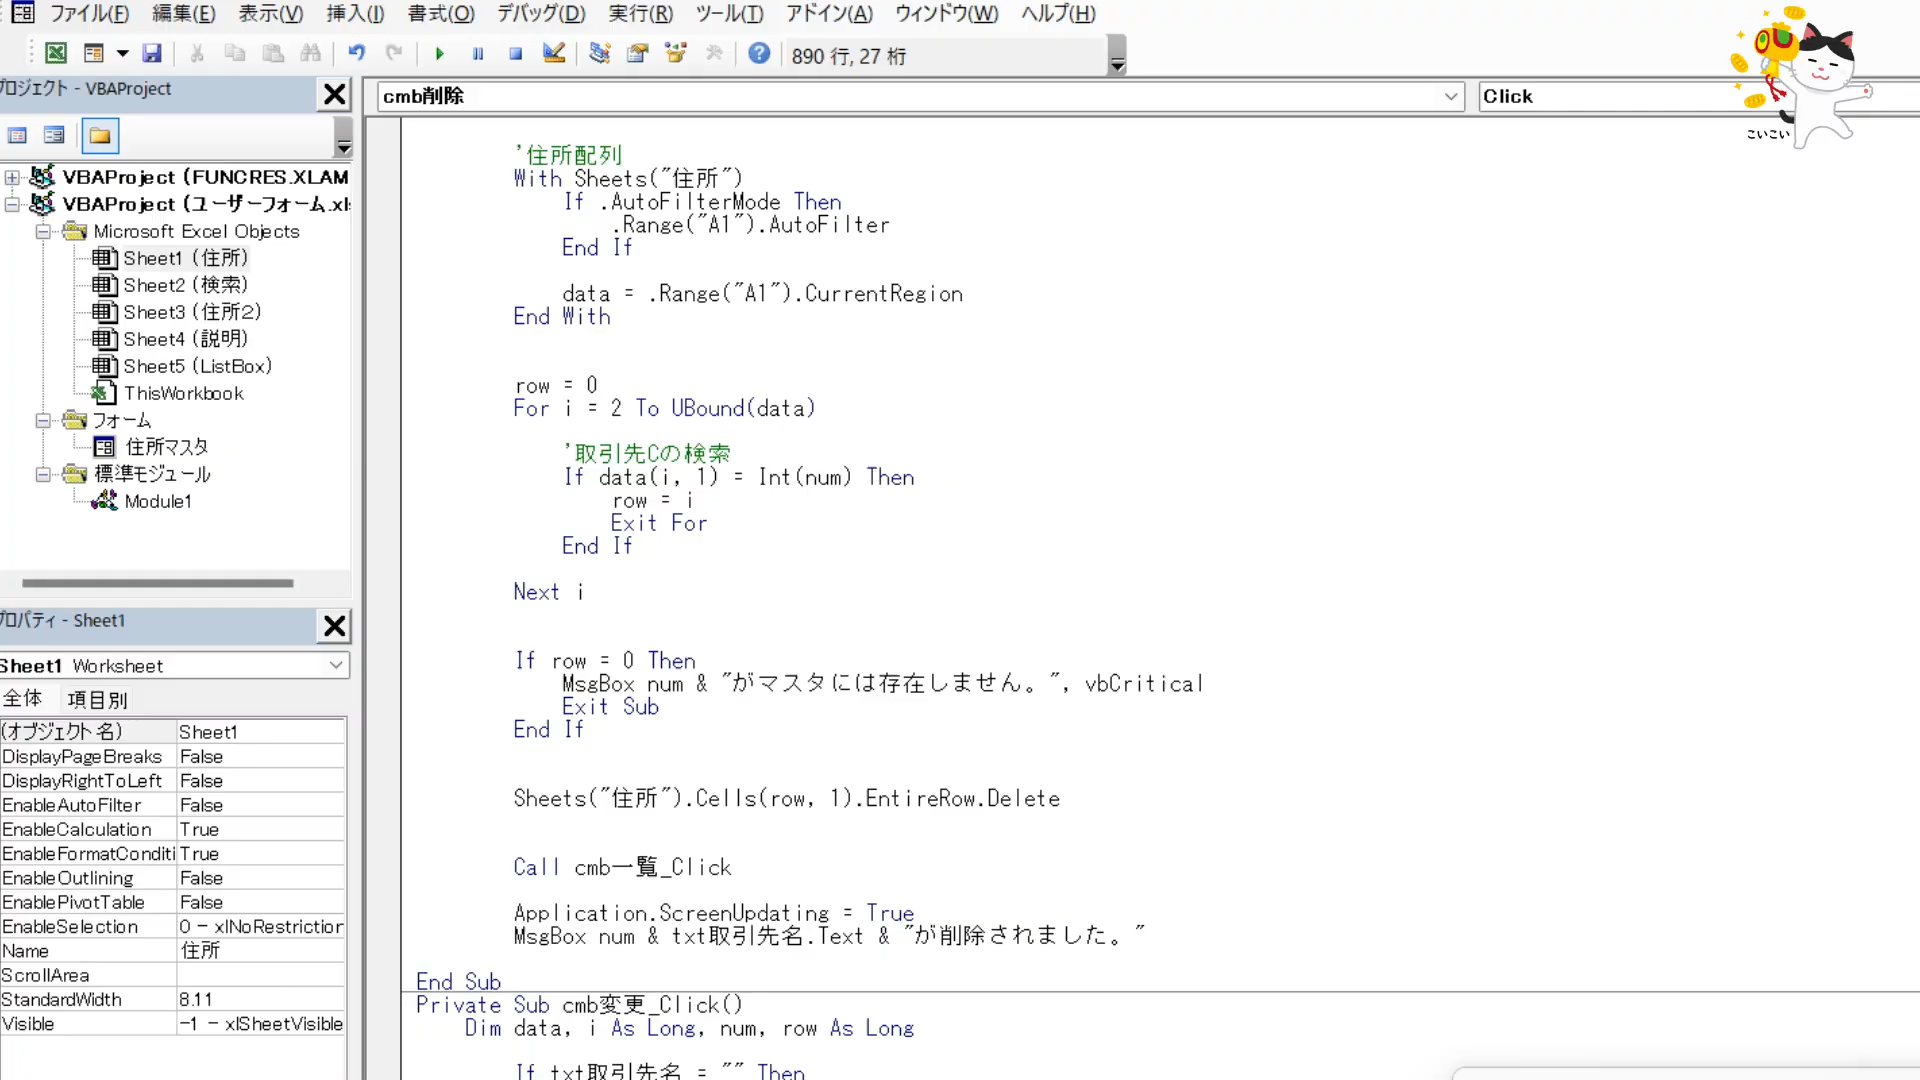 ファイル(F) 編集(E) 表示(V) 挿入(I) 書式(O) デバッグ(D) 実行(R) ツール(T) アドイン(A) ウィンドウ(W) ヘルプ(H)
890 行, 27 桁
こいこい
プロジェクト - VBAProject
cmb削除
Click
VBAProject (FUNCRES.XLAM
VBAProject (ユーザーフォーム.xl
Microsoft Excel Objects
Sheet1 (住所)
Sheet2 (検索)
Sheet3 (住所2)
Sheet4 (説明)
Sheet5 (ListBox)
ThisWorkbook
フォーム
住所マスタ
標準モジュール
Module1
プロパティ - Sheet1
Sheet1 Worksheet
全体 項目別
(オブジェクト名) Sheet1
DisplayPageBreaks False
DisplayRightToLeft False
EnableAutoFilter False
EnableCalculation True
EnableFormatConditi True
EnableOutlining False
EnablePivotTable False
EnableSelection 0 - xlNoRestriction
Name 住所
ScrollArea
StandardWidth 8.11
Visible -1 - xlSheetVisible
'住所配列
With Sheets("住所")
If .AutoFilterMode Then
.Range("A1").AutoFilter
End If
data = .Range("A1").CurrentRegion
End With
row = 0
For i = 2 To UBound(data)
'取引先Cの検索
If data(i, 1) = Int(num) Then
row = i
Exit For
End If
Next i
If row = 0 Then
MsgBox num & "がマスタには存在しません。", vbCritical
Exit Sub
End If
Sheets("住所").Cells(row, 1).EntireRow.Delete
Call cmb一覧_Click
Application.ScreenUpdating = True
MsgBox num & txt取引先名.Text & "が削除されました。"
End Sub
Private Sub cmb変更_Click()
Dim data, i As Long, num, row As Long
If txt取引先名 = "" Then